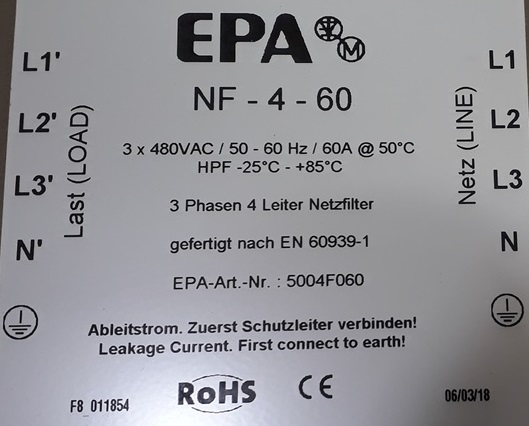 EPA
NF - 4 - 60
3 x 480VAC / 50 - 60 Hz / 60A @ 50°C
HPF -25°C - +85°C
3 Phasen 4 Leiter Netzfilter
gefertigt nach EN 60939-1
EPA-Art.-Nr. : 5004F060
Ableitstrom. Zuerst Schutzleiter verbinden!
Leakage Current. First connect to earth!
L1'
L2'
L3'
N'
Last (LOAD)
Netz (LINE)
L1
L2
L3
N
M
F8_011854
RoHS
CE
06/03/18